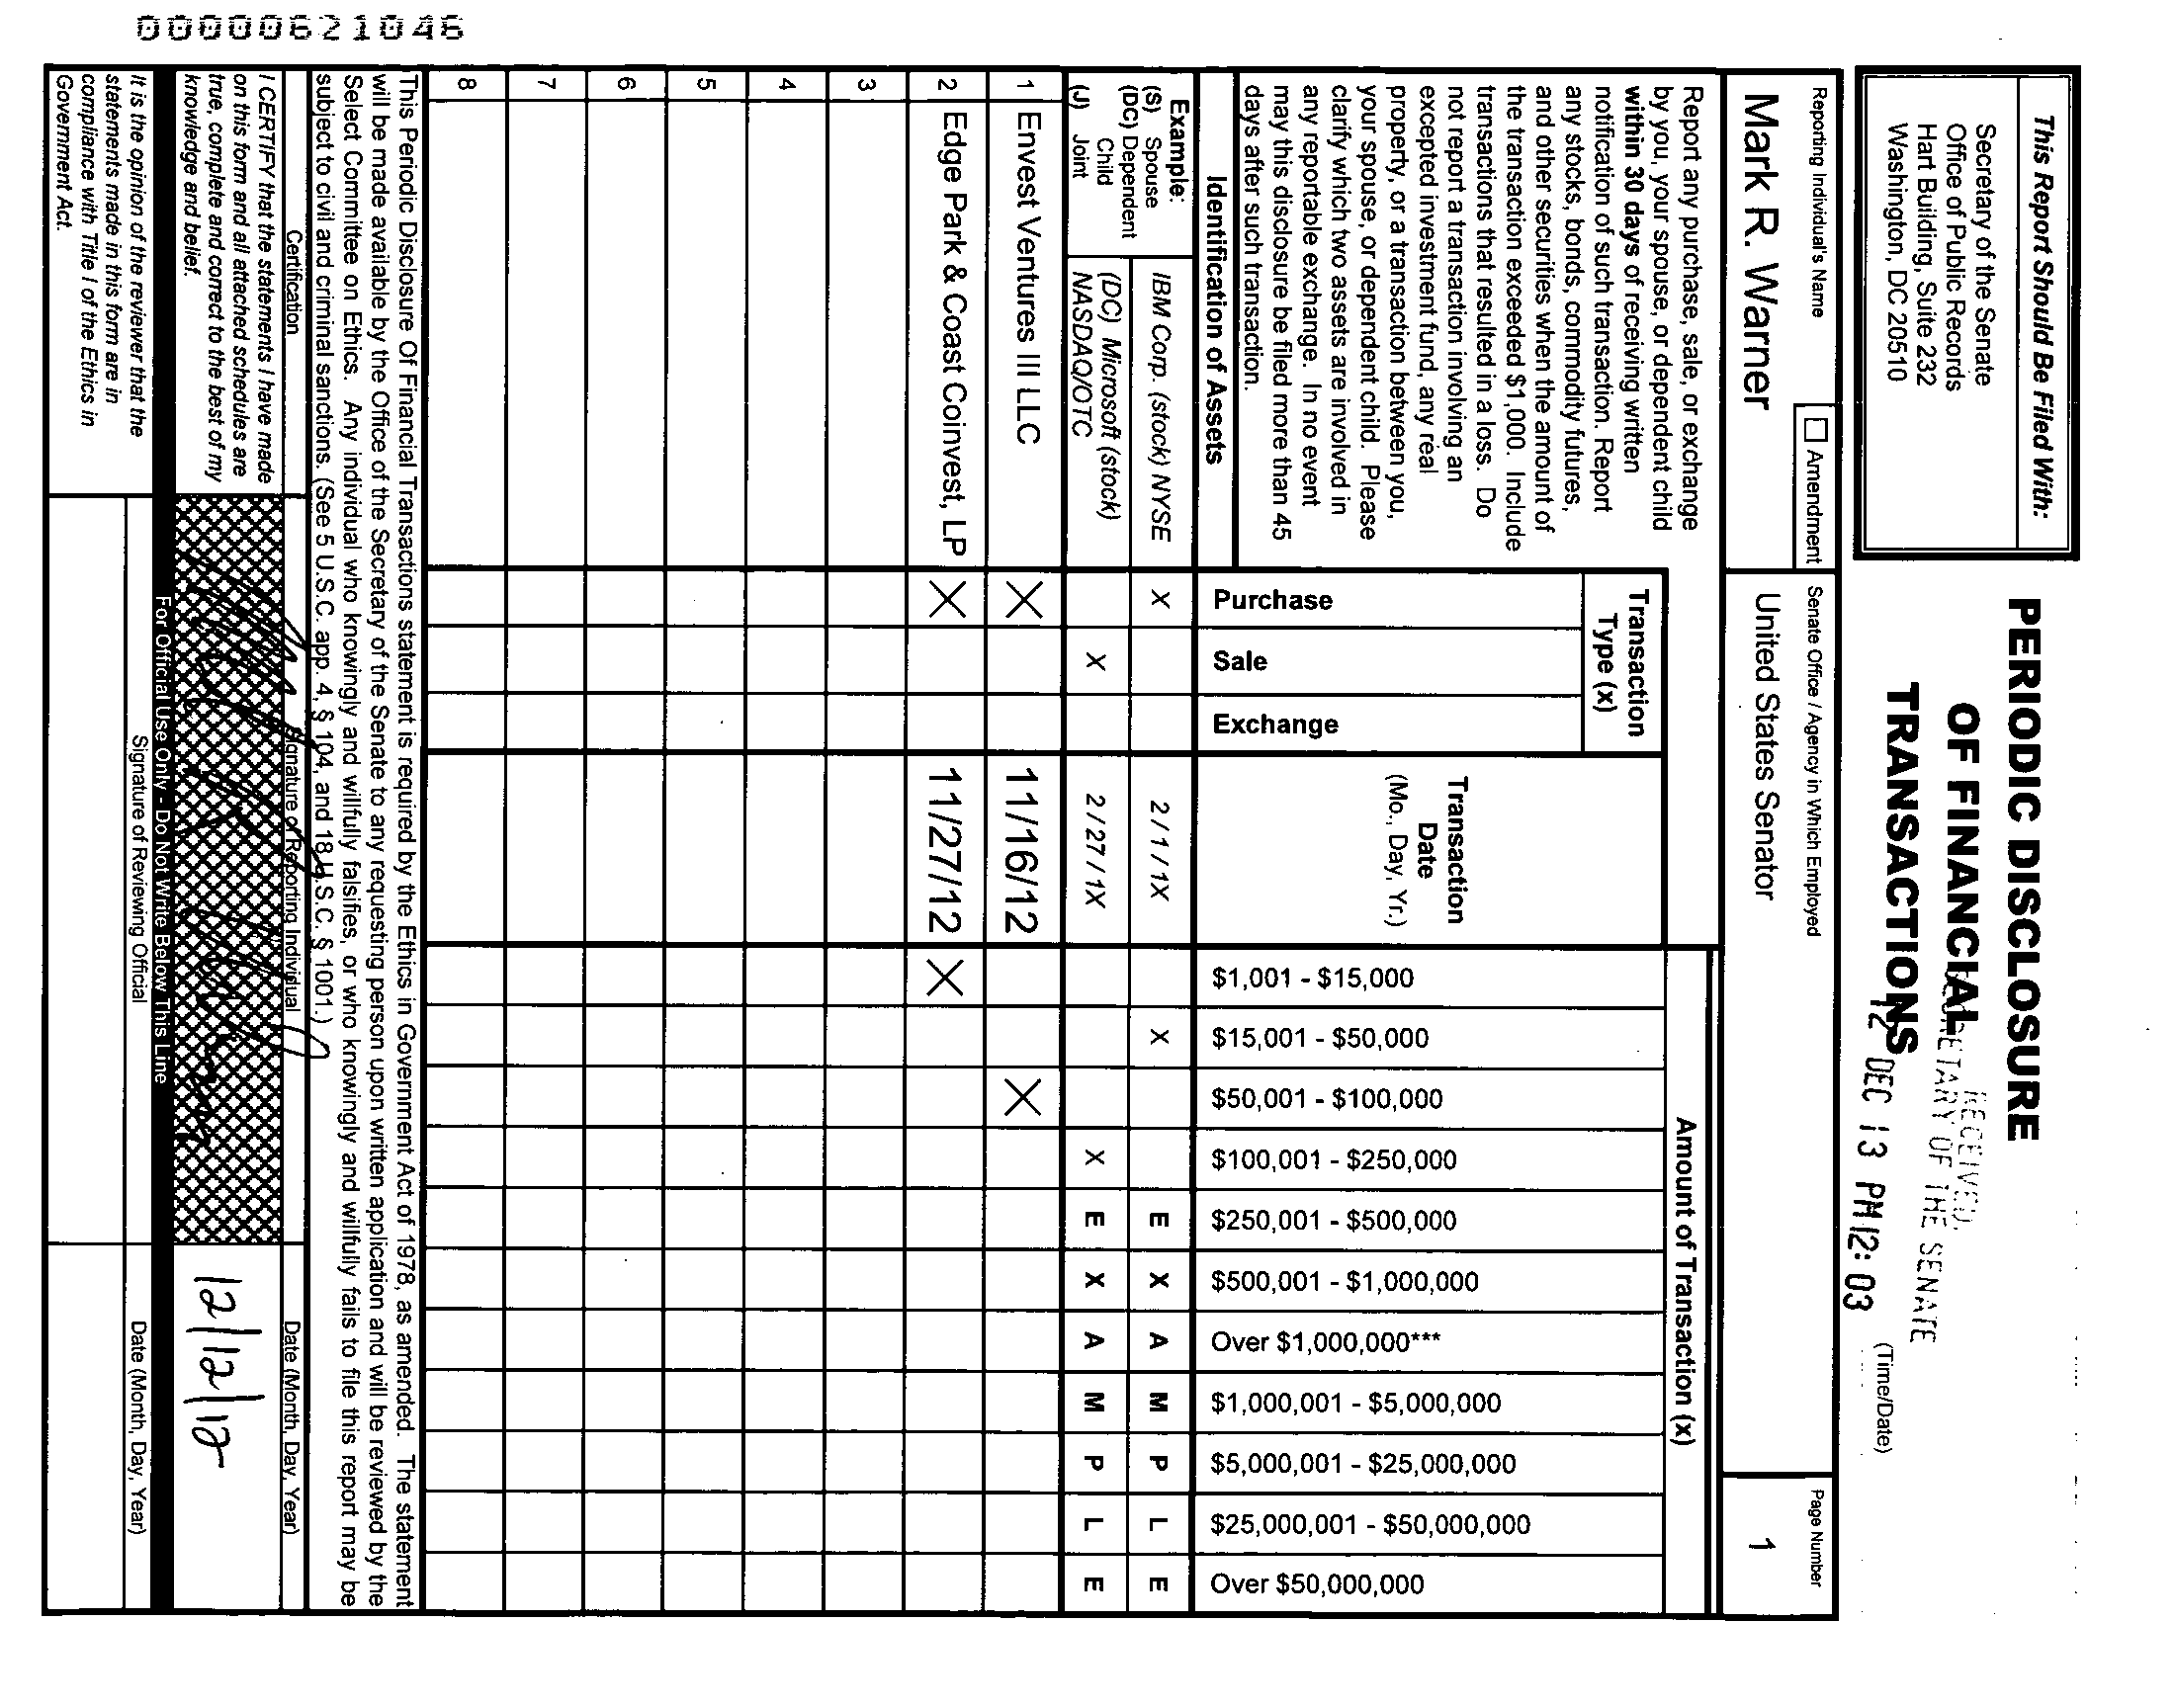 00000621046
This Report Should Be Filed With:
Secretary of the Senate
Office of Public Records
Hart Building, Suite 232
Washington, DC 20510
PERIODIC DISCLOSURE
OF FINANCIAL
TRANSACTIONS
RECEIVED
SECRETARY OF THE SENATE
12 DEC 13 PM 12: 03
(Time/Date)
Reporting Individual's Name
Amendment
Senate Office / Agency in Which Employed
Page Number
Mark R. Warner
United States Senator
1
Report any purchase, sale, or exchange
by you, your spouse, or dependent child
within 30 days of receiving written
notification of such transaction. Report
any stocks, bonds, commodity futures,
and other securities when the amount of
the transaction exceeded $1,000. Include
transactions that resulted in a loss. Do
not report a transaction involving an
excepted investment fund, any real
property, or a transaction between you,
your spouse, or dependent child. Please
clarify which two assets are involved in
any reportable exchange. In no event
may this disclosure be filed more than 45
days after such transaction.
Identification of Assets
Transaction
Type (x)
Purchase
Sale
Exchange
Transaction
Date
(Mo., Day, Yr.)
Amount of Transaction (x)
$1,001 - $15,000
$15,001 - $50,000
$50,001 - $100,000
$100,001 - $250,000
$250,001 - $500,000
$500,001 - $1,000,000
Over $1,000,000***
$1,000,001 - $5,000,000
$5,000,001 - $25,000,000
$25,000,001 - $50,000,000
Over $50,000,000
Example:
(S) Spouse
(DC) Dependent
Child
(J) Joint
IBM Corp. (stock) NYSE X 2 / 1 / 1X X E X A M P L E
(DC) Microsoft (stock)
NASDAQ/OTC X 2 / 27 / 1X X E X A M P L E
1 Envest Ventures III LLC X 11/16/12 X
2 Edge Park & Coast Coinvest, LP X 11/27/12 X
3
4
5
6
7
8
This Periodic Disclosure Of Financial Transactions statement is required by the Ethics in Government Act of 1978, as amended. The statement
will be made available by the Office of the Secretary of the Senate to any requesting person upon written application and will be reviewed by the
Select Committee on Ethics. Any individual who knowingly and willfully falsifies, or who knowingly and willfully fails to file this report may be
subject to civil and criminal sanctions. (See 5 U.S.C. app. 4, § 104, and 18 U.S.C. § 1001.)
Certification
Signature of Reporting Individual
Date (Month, Day, Year)
I CERTIFY that the statements I have made
on this form and all attached schedules are
true, complete and correct to the best of my
knowledge and belief.
12/12/12
For Official Use Only - Do Not Write Below This Line
It is the opinion of the reviewer that the
statements made in this form are in
compliance with Title I of the Ethics in
Government Act.
Signature of Reviewing Official
Date (Month, Day, Year)